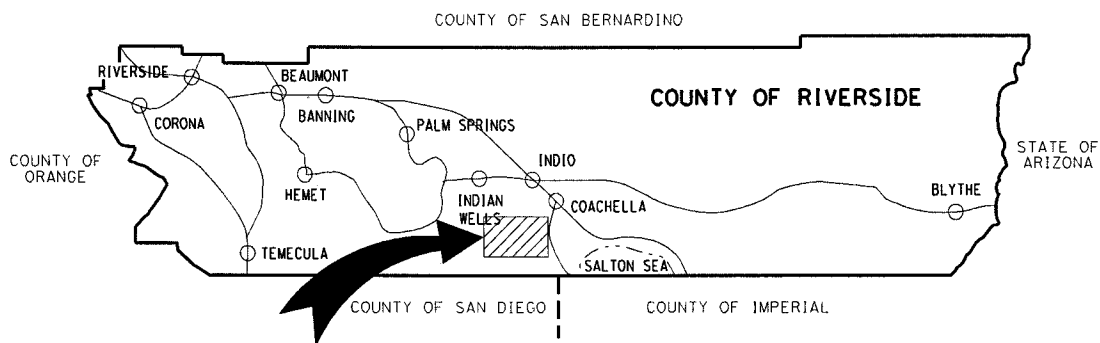 COUNTY OF SAN BERNARDINO
RIVERSIDE
BEAUMONT
COUNTY OF RIVERSIDE
BANNING
CORONA
PALM SPRINGS
STATE OF
ARIZONA
COUNTY OF
ORANGE
INDIO
HEMET
INDIAN
WELLS
COACHELLA
BLYTHE
TEMECULA
SALTON SEA
COUNTY OF SAN DIEGO
COUNTY OF IMPERIAL